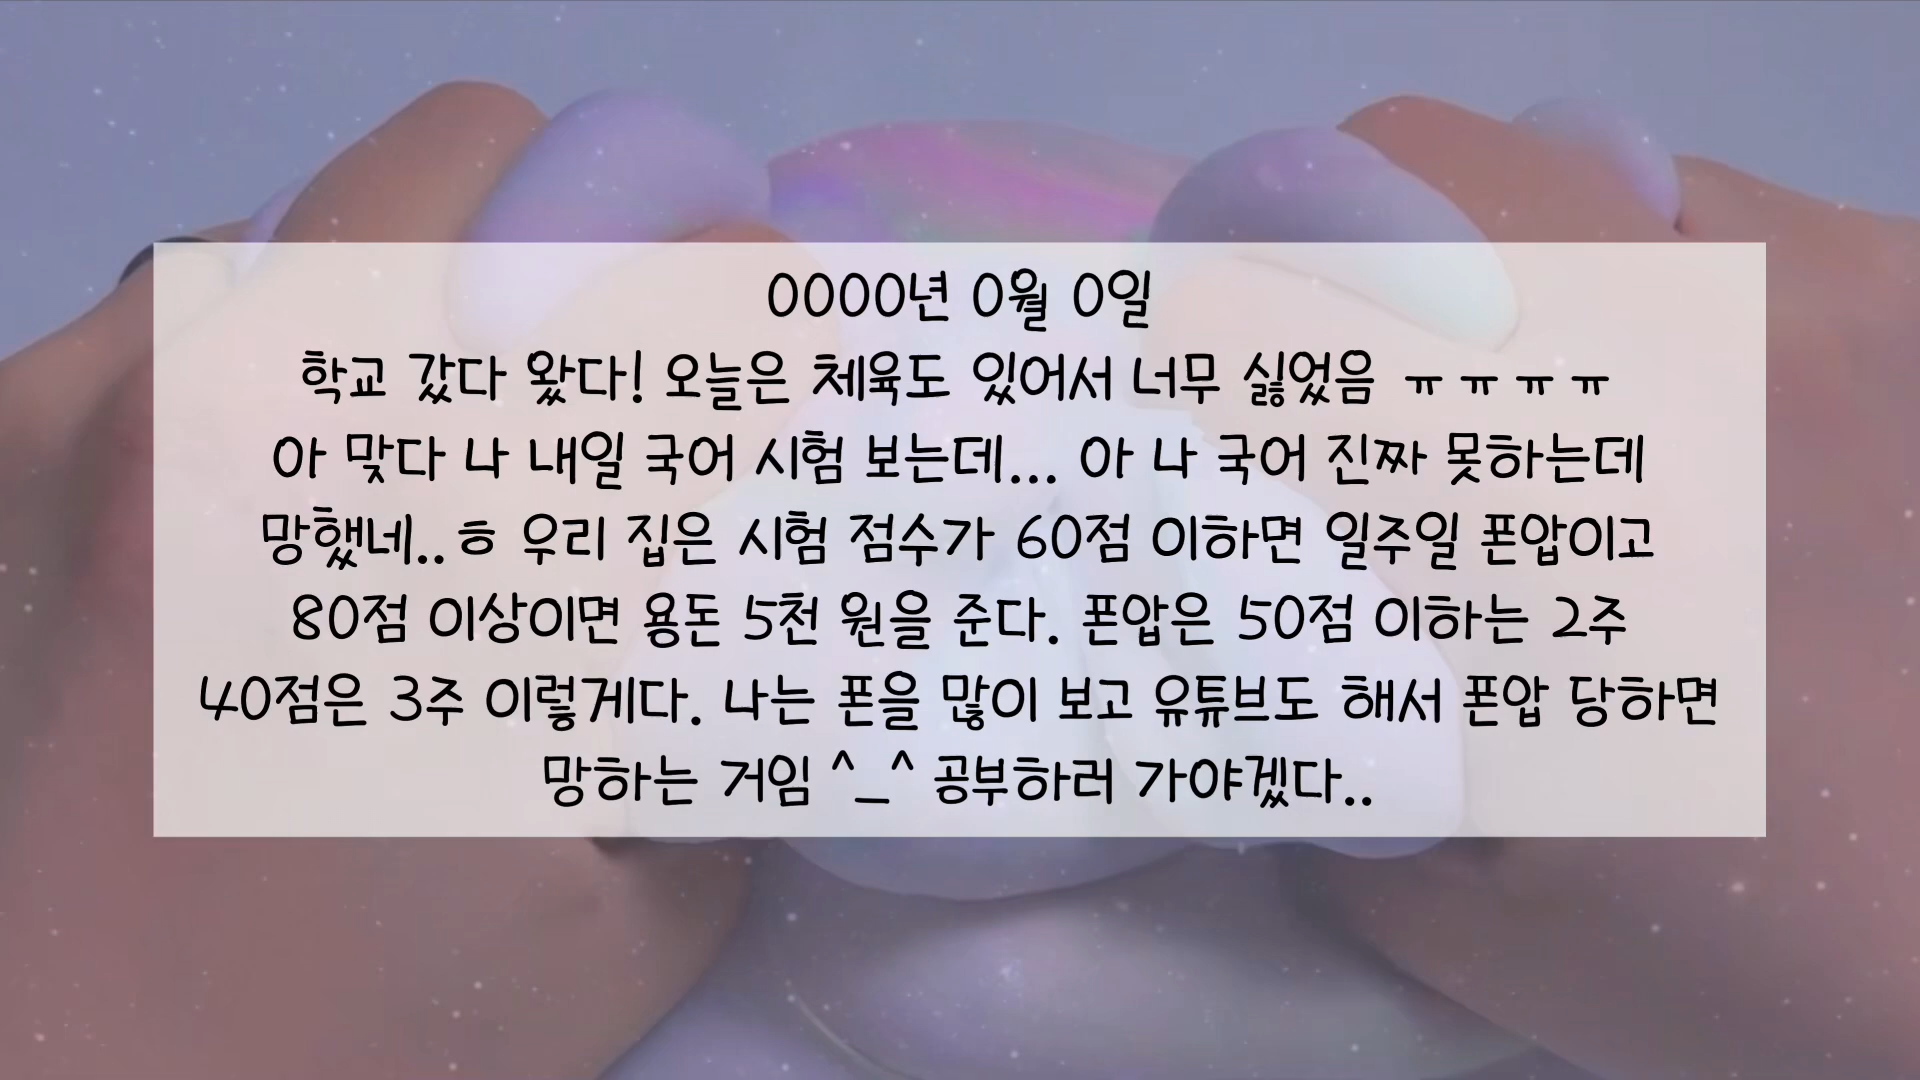 0000년 0월 0일
학교 갔다 왔다! 오늘은 체육도 있어서 너무 싫었음 ㅠㅠㅠㅠ
아 맞다 나 내일 국어 시험 보는데... 아 나 국어 진짜 못하는데
망했네..ㅎ 우리 집은 시험 점수가 60점 이하면 일주일 폰압이고
80점 이상이면 용돈 5천 원을 준다. 폰압은 50점 이하는 2주
40점은 3주 이렇게다. 나는 폰을 많이 보고 유튜브도 해서 폰압 당하면
망하는 거임 ^_^ 공부하러 가야겠다..